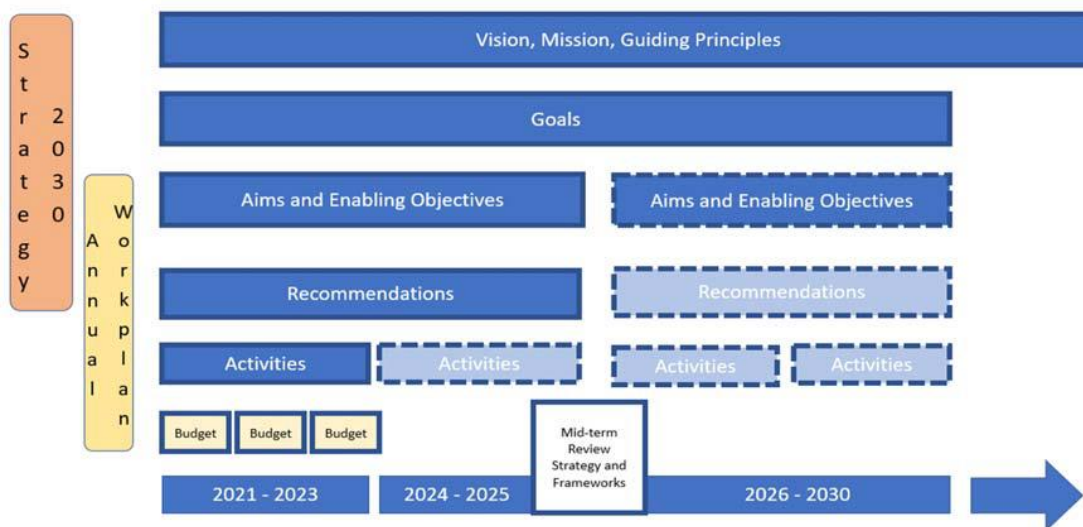 Strategy
2030
Annual
Workplan
Vision, Mission, Guiding Principles
Goals
Aims and Enabling Objectives
Aims and Enabling Objectives
Recommendations
Recommendations
Activities
Activities
Activities
Activities
Budget
Budget
Budget
Mid-term
Review
Strategy and
Frameworks
2021 - 2023
2024 - 2025
2026 - 2030